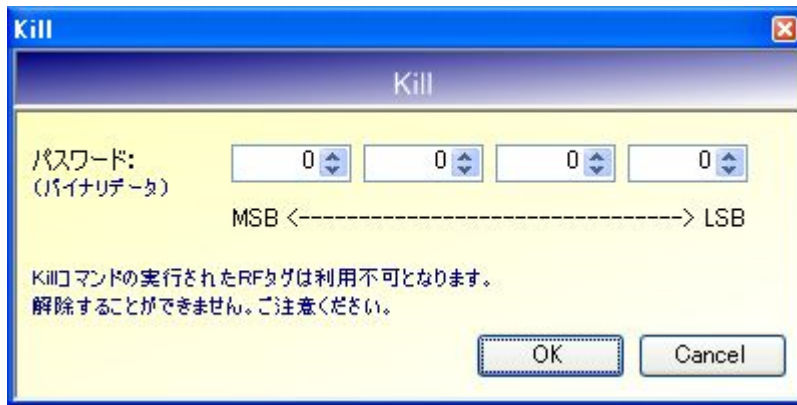 Kill
Kill
パスワード: 0 0 0 0
(バイナリデータ)
MSB <--------------------------------> LSB
Killコマンドの実行されたRFタグは利用不可となります。
解除することができません。ご注意ください。
OK Cancel